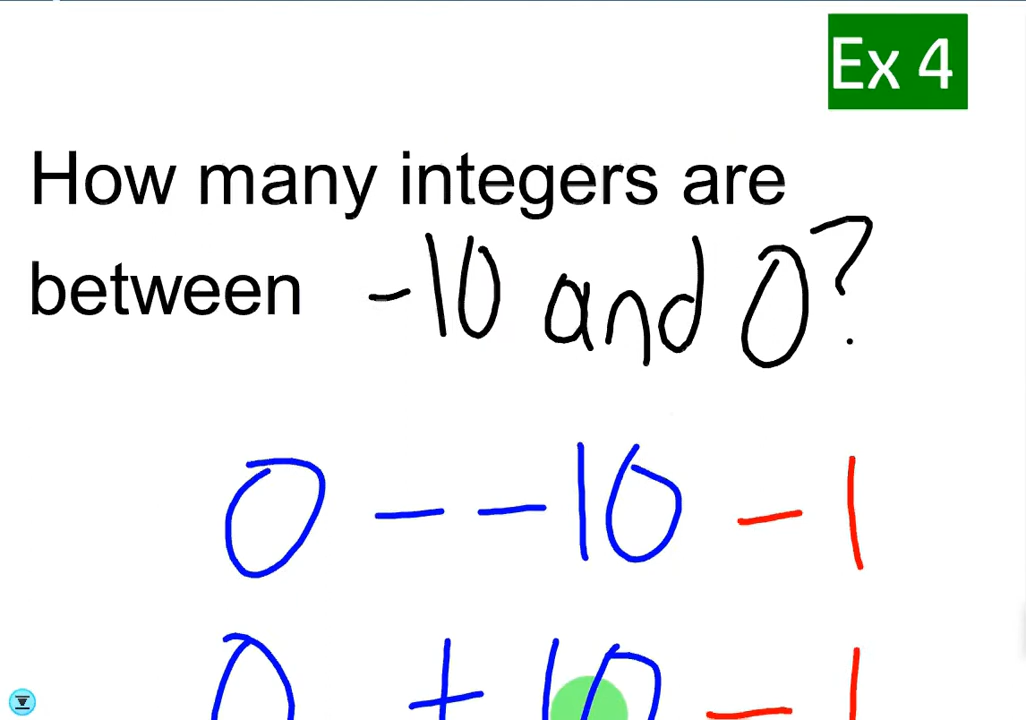 Ex 4
How many integers are
between -10 and 0?
0 - - 10 - 1
0 + 10 - 1